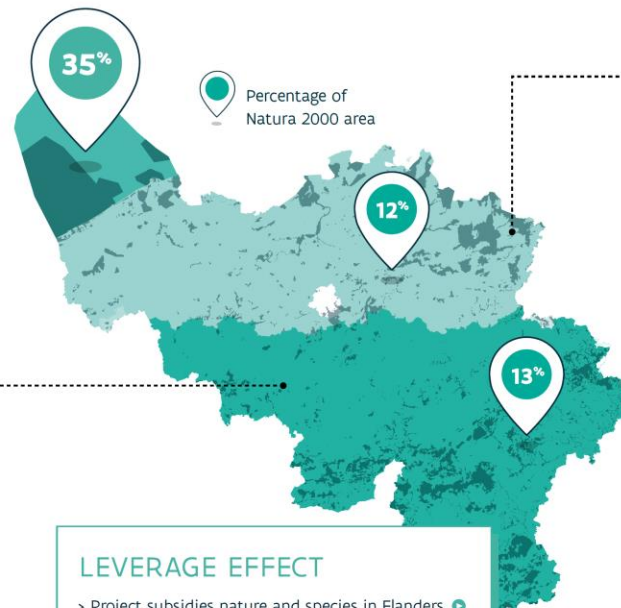 35%
Percentage of
Natura 2000 area
12%
13%
LEVERAGE EFFECT
> Project subsidies nature and species in Flanders